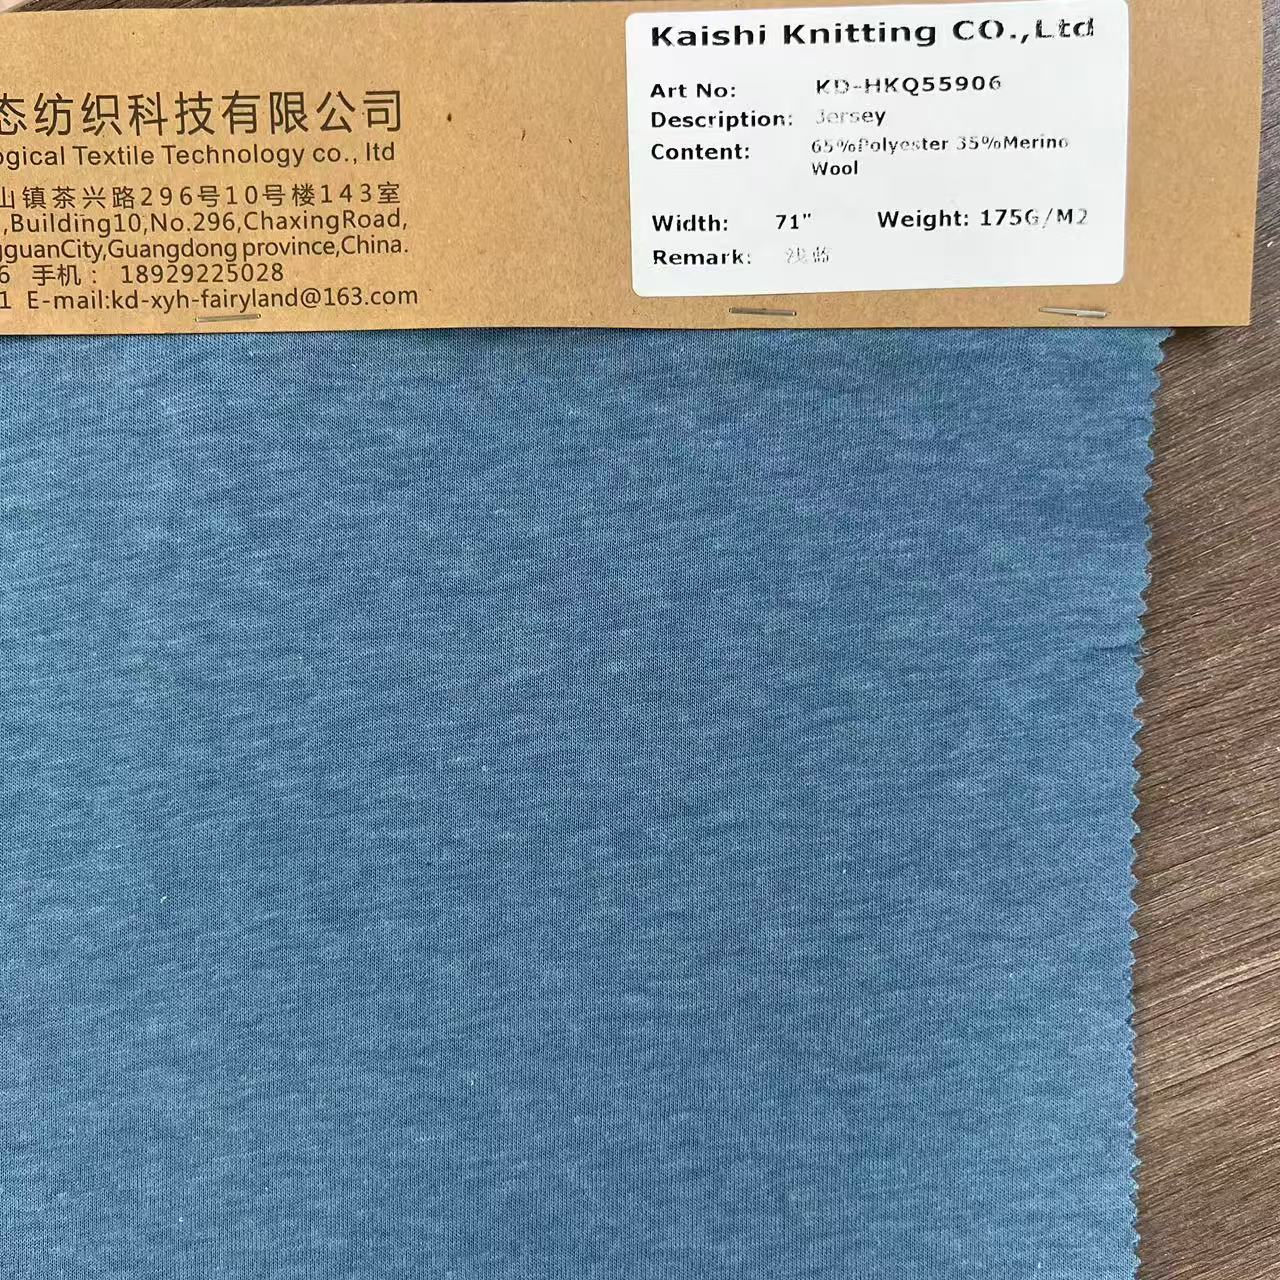 态纺织科技有限公司
ogical Textile Technology co., ltd
山镇茶兴路296号10号楼143室
,Building10,No.296,ChaxingRoad,
gguanCity,Guangdong province,China.
6 手机： 18929225028
1 E-mail:kd-xyh-fairyland@163.com
Kaishi Knitting CO.,Ltd
Art No: KD-HKQ55906
Description: Jersey
Content: 65%Polyester 35%Merino
Wool
Width: 71" Weight: 175G/M2
Remark: 浅蓝